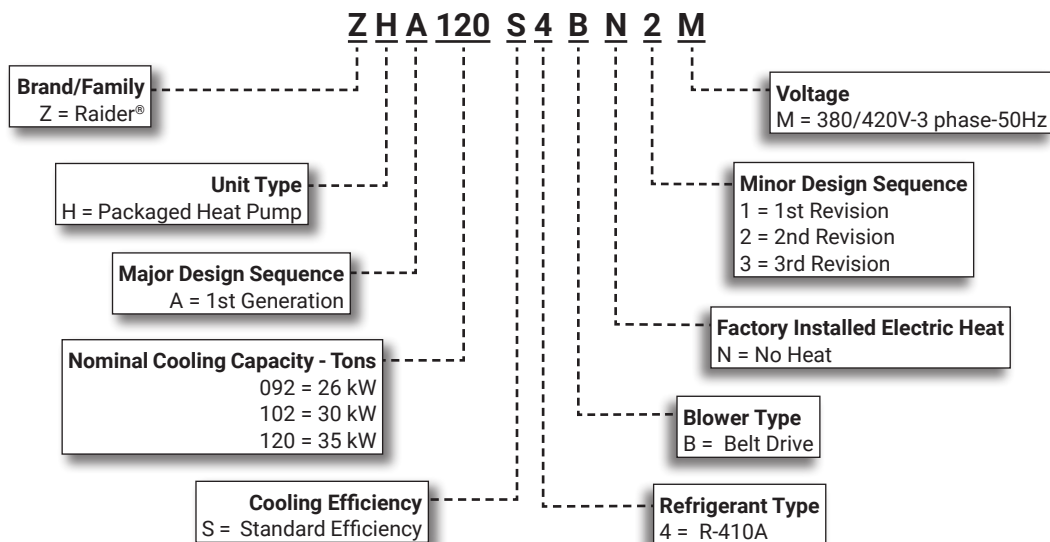 Z H A 120 S 4 B N 2 M
Brand/Family
Z = Raider®
Voltage
M = 380/420V-3 phase-50Hz
Unit Type
H = Packaged Heat Pump
Minor Design Sequence
1 = 1st Revision
2 = 2nd Revision
3 = 3rd Revision
Major Design Sequence
A = 1st Generation
Factory Installed Electric Heat
N = No Heat
Nominal Cooling Capacity - Tons
092 = 26 kW
102 = 30 kW
120 = 35 kW
Blower Type
B = Belt Drive
Cooling Efficiency
S = Standard Efficiency
Refrigerant Type
4 = R-410A